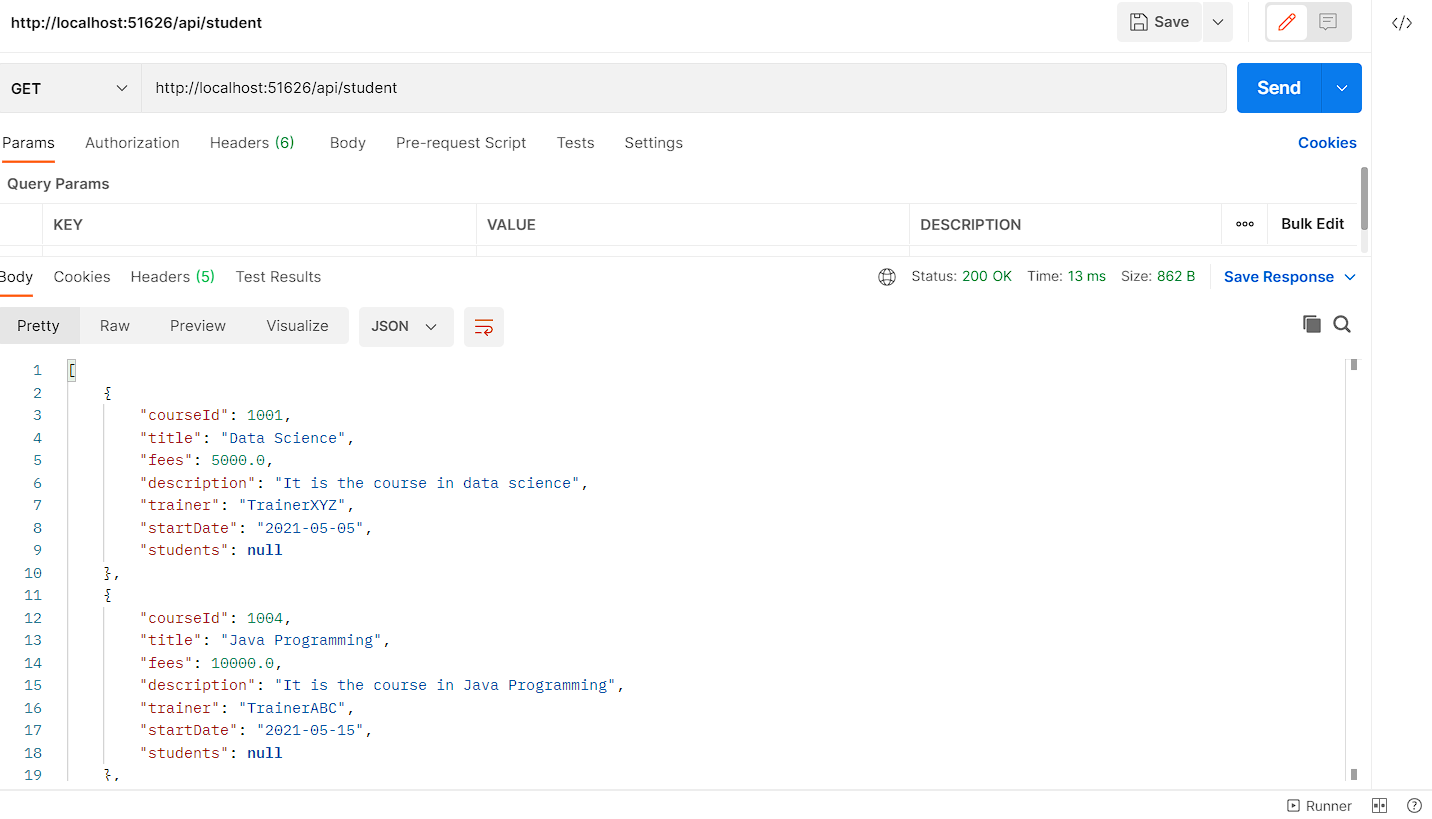 http://localhost:51626/api/student
Save
</>
GET
http://localhost:51626/api/student
Send
Params Authorization Headers (6) Body Pre-request Script Tests Settings Cookies
Query Params
KEY VALUE DESCRIPTION ooo Bulk Edit
Body Cookies Headers (5) Test Results Status: 200 OK Time: 13 ms Size: 862 B Save Response
Pretty Raw Preview Visualize JSON
1 [
2 {
3 "courseId": 1001,
4 "title": "Data Science",
5 "fees": 5000.0,
6 "description": "It is the course in data science",
7 "trainer": "TrainerXYZ",
8 "startDate": "2021-05-05",
9 "students": null
10 },
11 {
12 "courseId": 1004,
13 "title": "Java Programming",
14 "fees": 10000.0,
15 "description": "It is the course in Java Programming",
16 "trainer": "TrainerABC",
17 "startDate": "2021-05-15",
18 "students": null
19 },
Runner